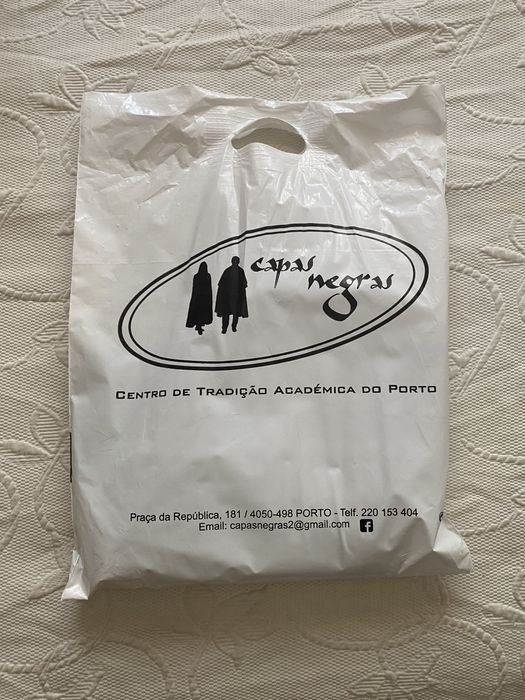 capas
negras
Centro de Tradição Académica do Porto
Praça da República, 181 / 4050-498 PORTO - Telf. 220 153 404
Email: capasnegras2@gmail.com f